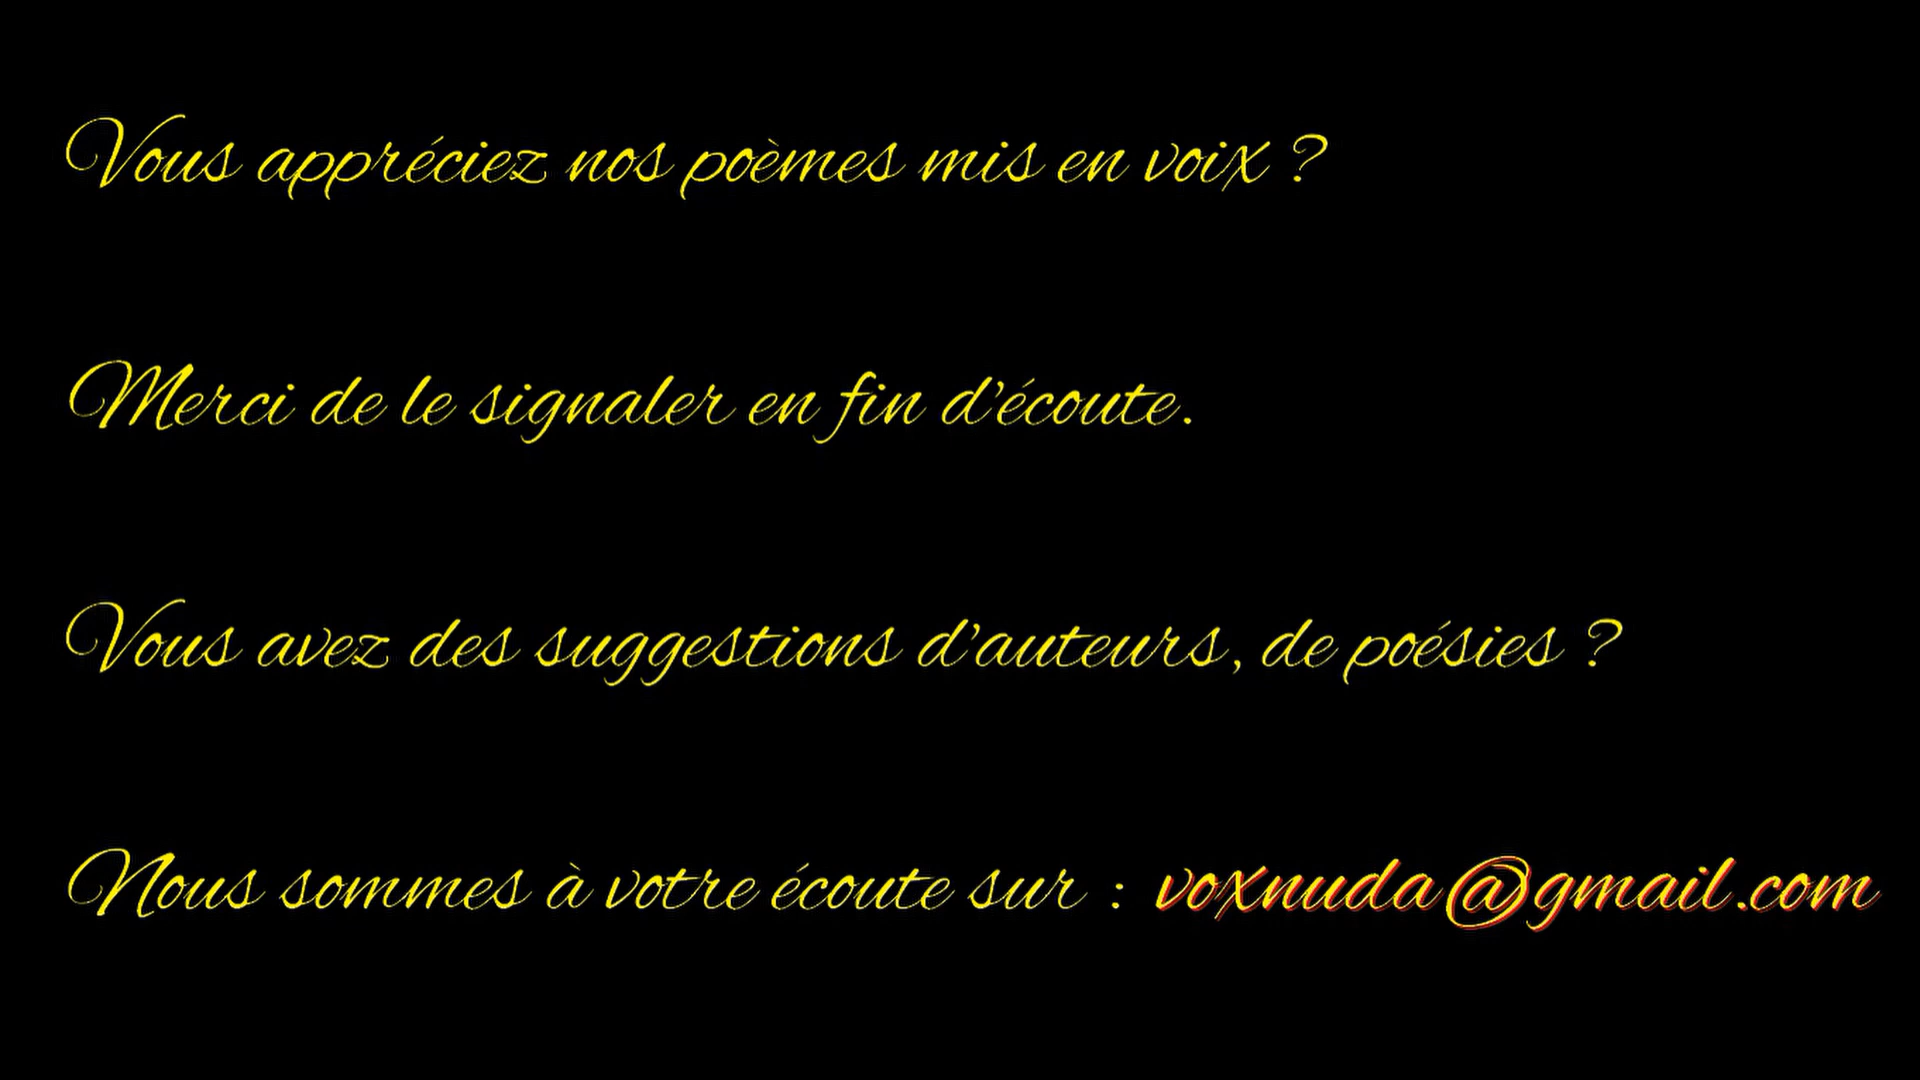 Vous appréciez nos poèmes mis en voix ?
Merci de le signaler en fin d'écoute.
Vous avez des suggestions d'auteurs, de poésies ?
Nous sommes à votre écoute sur : voxnuda@gmail.com